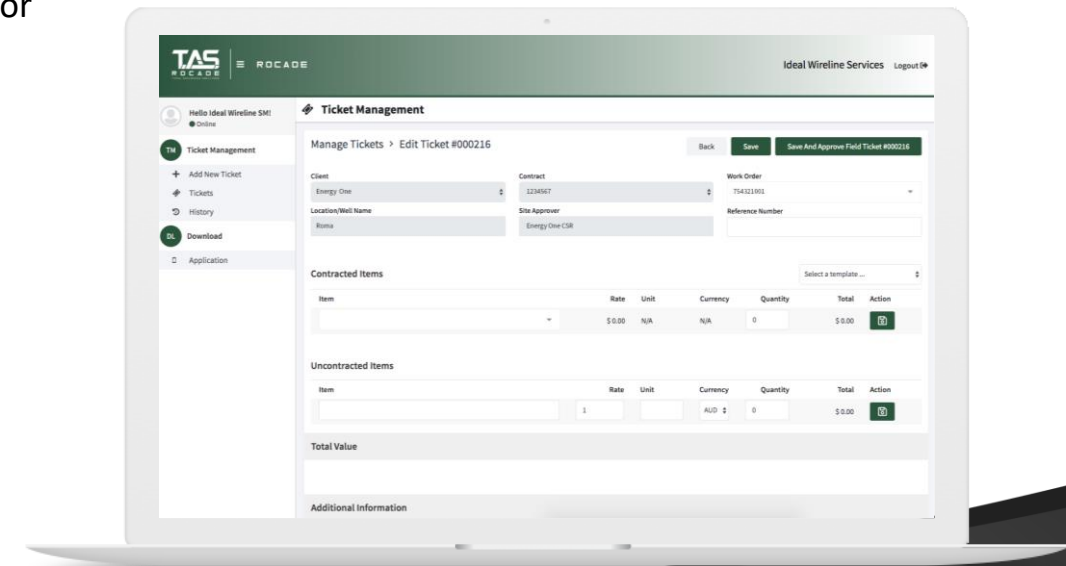 or
TAS
ROCADE
ROCADE
Ideal Wireline Services Logout
Hello Ideal Wireline SM!
Online
TM Ticket Management
Add New Ticket
Tickets
History
DL Download
Application
Ticket Management
Manage Tickets > Edit Ticket #000216
Back Save Save And Approve Field Ticket #000216
Client Contract Work Order
Energy One 1234567 754321001
Location/Well Name Site Approver Reference Number
Roma Energy One CSR
Contracted Items Select a template ...
Item Rate Unit Currency Quantity Total Action
$ 0.00 N/A N/A 0 $ 0.00
Uncontracted Items
Item Rate Unit Currency Quantity Total Action
1 AUD 0 $ 0.00
Total Value
Additional Information